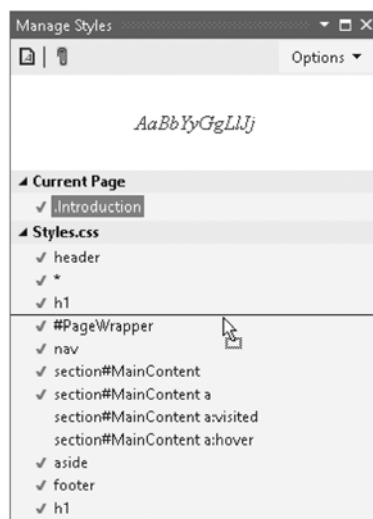 Manage Styles
Options
AaBbYyGgLlJj
Current Page
.Introduction
Styles.css
header
*
h1
#PageWrapper
nav
section#MainContent
section#MainContent a
section#MainContent a:visited
section#MainContent a:hover
aside
footer
h1